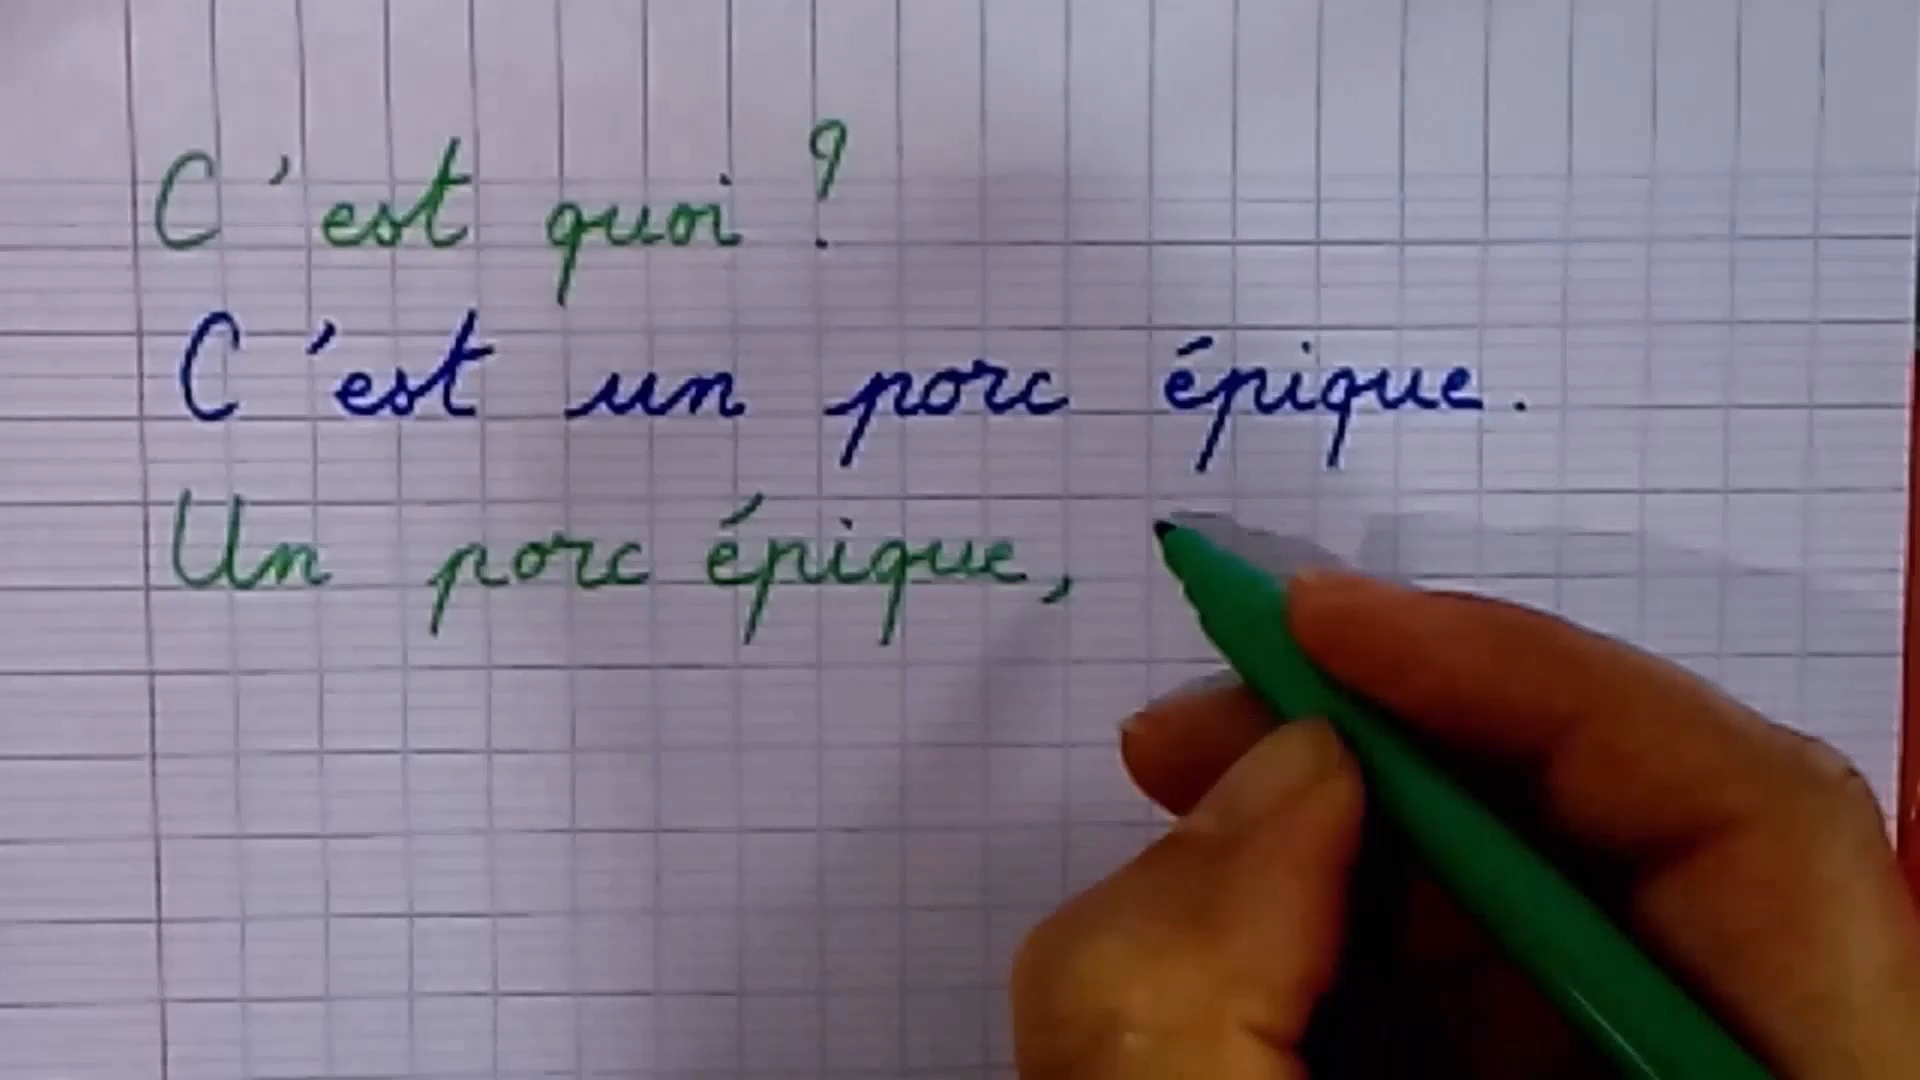 C'est quoi ?
C'est un porc épique.
Un porc épique,